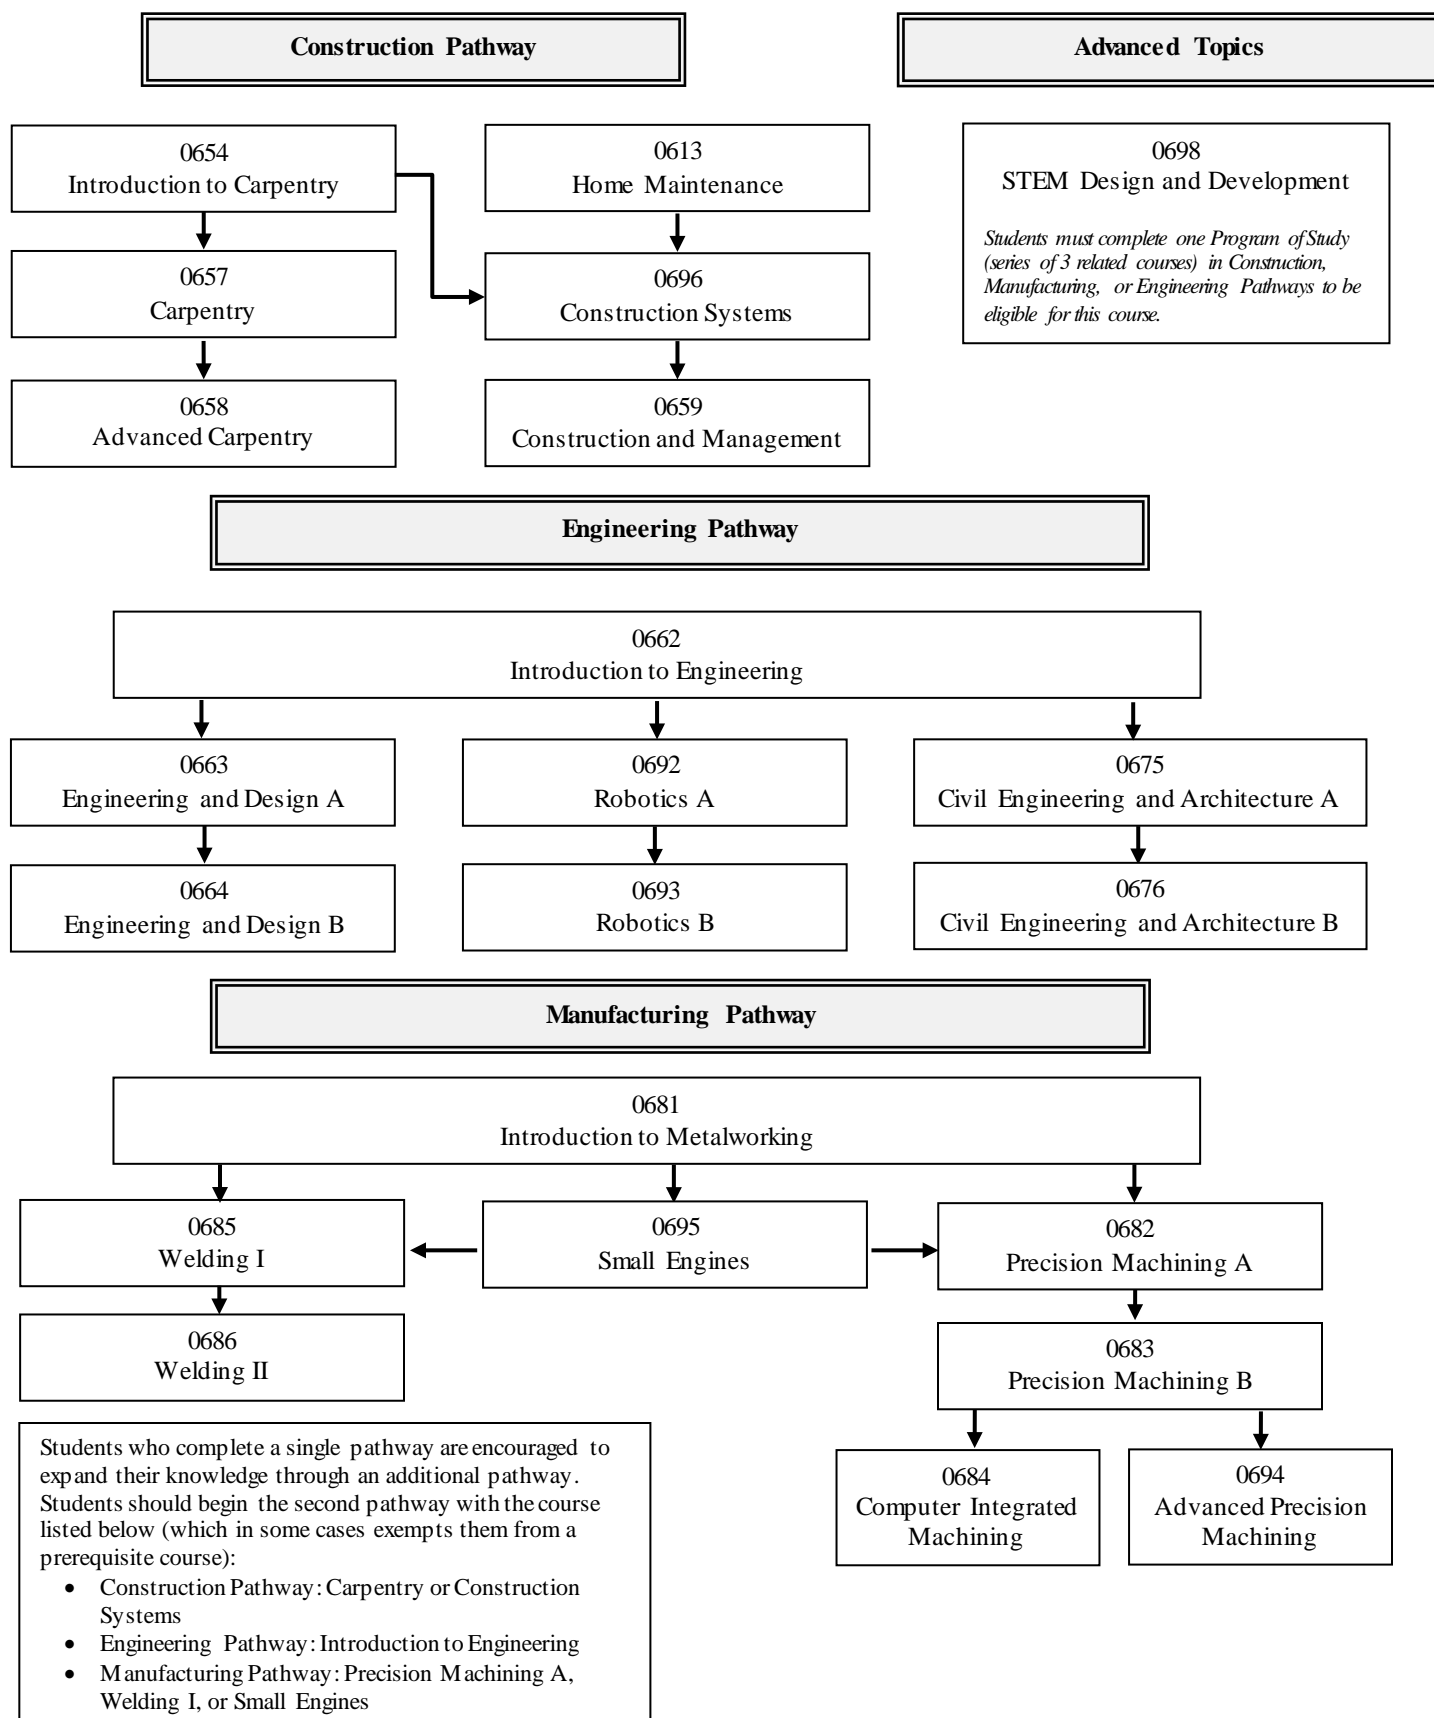 Construction Pathway
Advanced Topics
0654
Introduction to Carpentry
0613
Home Maintenance
0698
STEM Design and Development
Students must complete one Program of Study
(series of 3 related courses) in Construction,
Manufacturing, or Engineering Pathways to be
eligible for this course.
0657
Carpentry
0696
Construction Systems
0658
Advanced Carpentry
0659
Construction and Management
Engineering Pathway
0662
Introduction to Engineering
0663
Engineering and Design A
0692
Robotics A
0675
Civil Engineering and Architecture A
0664
Engineering and Design B
0693
Robotics B
0676
Civil Engineering and Architecture B
Manufacturing Pathway
0681
Introduction to Metalworking
0685
Welding I
0695
Small Engines
0682
Precision Machining A
0686
Welding II
0683
Precision Machining B
0684
Computer Integrated
Machining
0694
Advanced Precision
Machining
Students who complete a single pathway are encouraged to
expand their knowledge through an additional pathway.
Students should begin the second pathway with the course
listed below (which in some cases exempts them from a
prerequisite course):
• Construction Pathway: Carpentry or Construction
Systems
• Engineering Pathway: Introduction to Engineering
• Manufacturing Pathway: Precision Machining A,
Welding I, or Small Engines